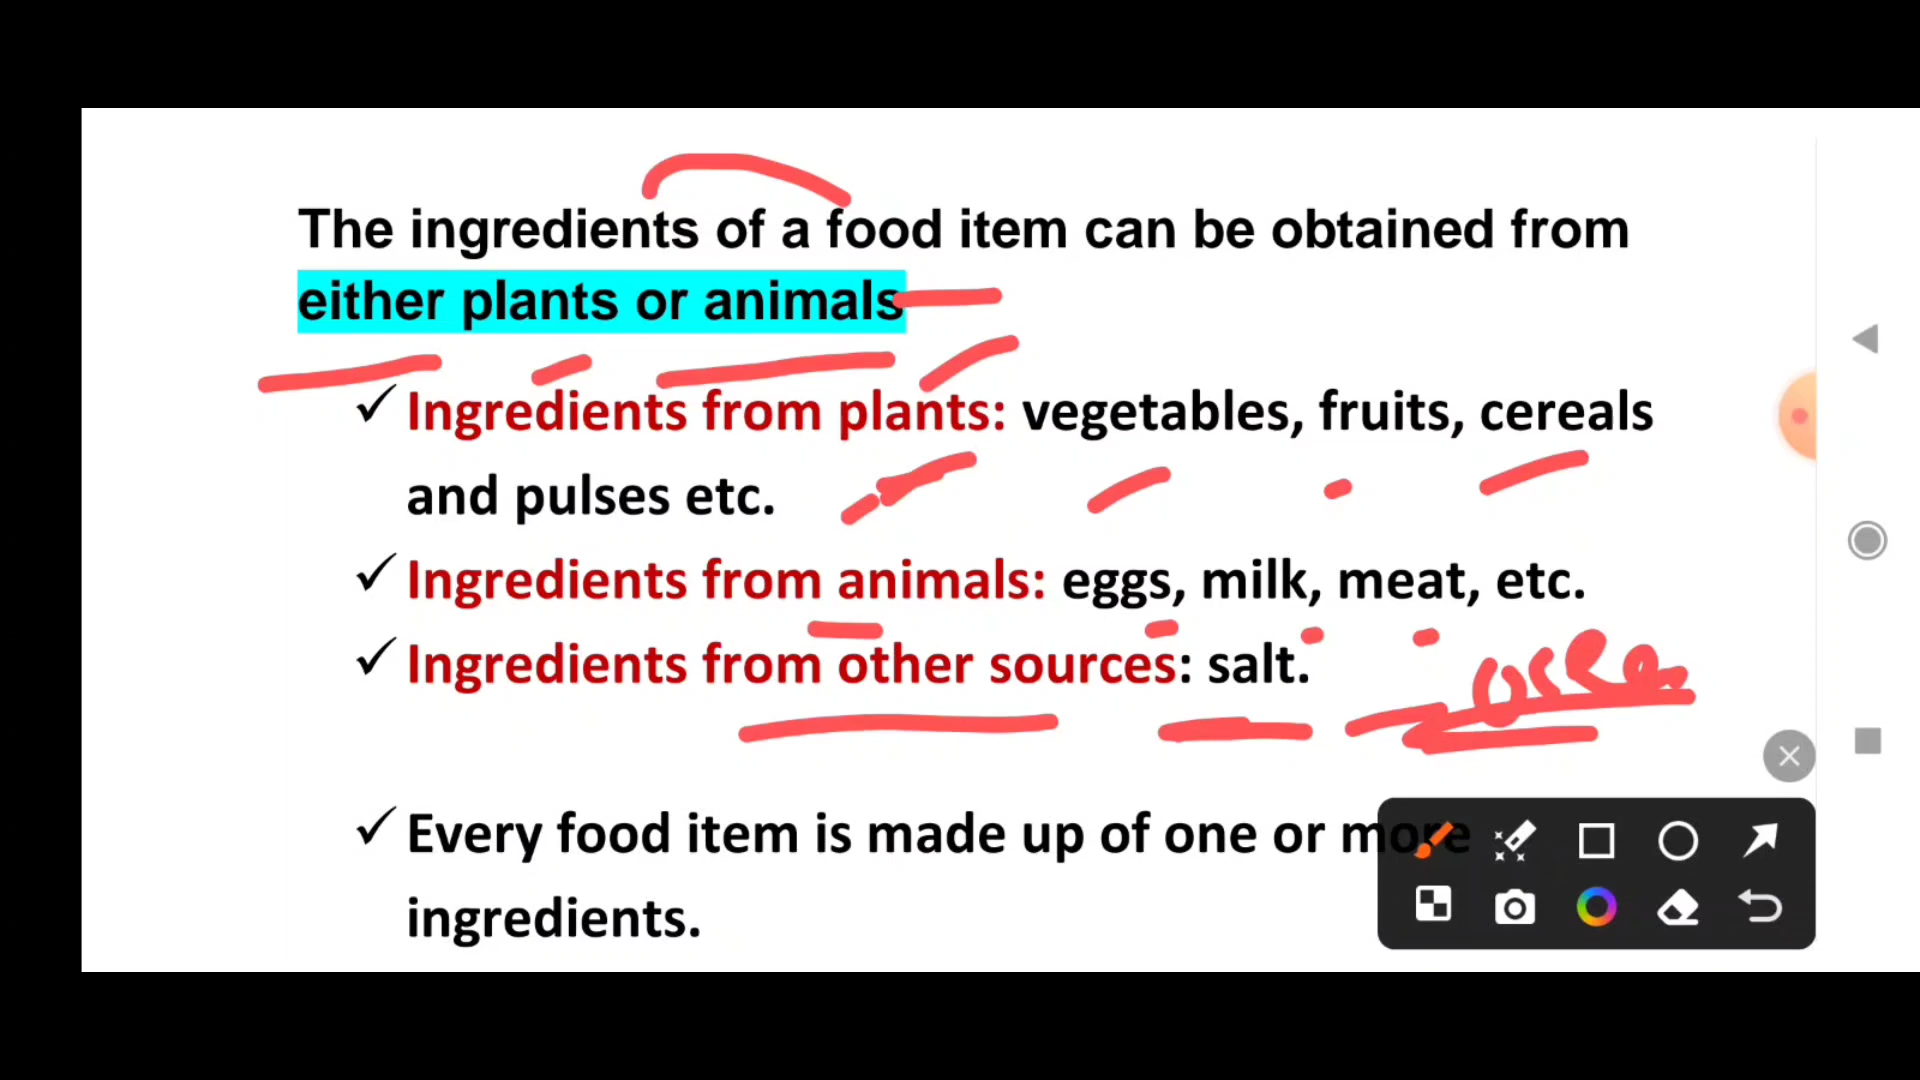 The ingredients of a food item can be obtained from
either plants or animals
✓ Ingredients from plants: vegetables, fruits, cereals
and pulses etc.
✓ Ingredients from animals: eggs, milk, meat, etc.
✓ Ingredients from other sources: salt.
✓ Every food item is made up of one or more
ingredients.